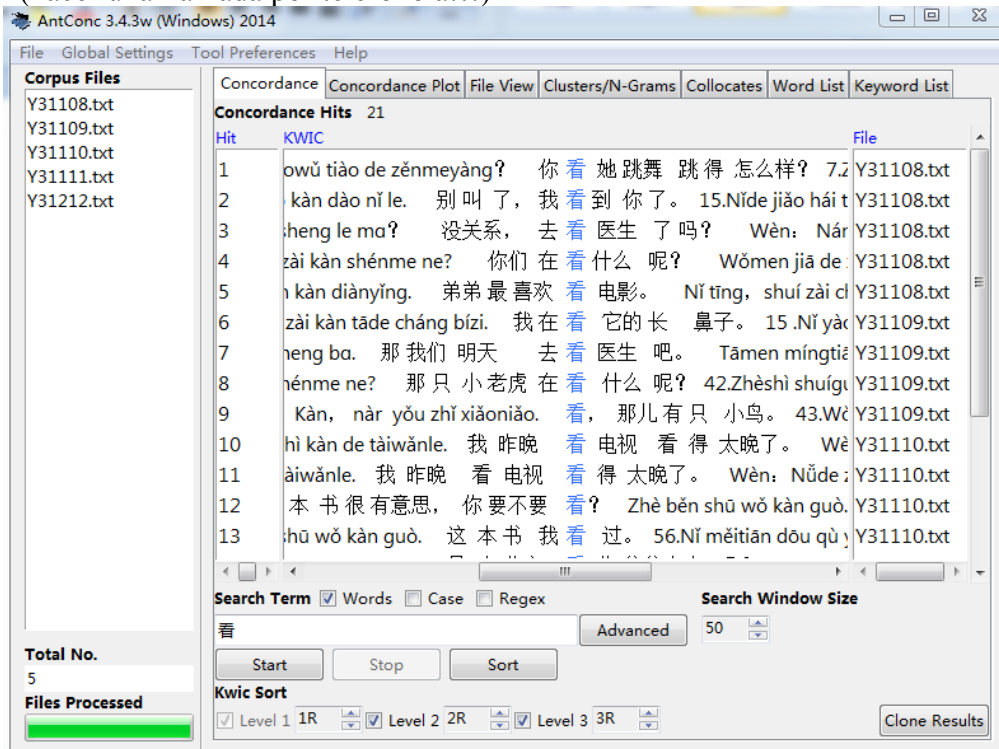 AntConc 3.4.3w (Windows) 2014
File Global Settings Tool Preferences Help
Corpus Files
Y31108.txt
Y31109.txt
Y31110.txt
Y31111.txt
Y31212.txt
Total No.
5
Files Processed
Concordance Concordance Plot File View Clusters/N-Grams Collocates Word List Keyword List
Concordance Hits 21
Hit KWIC File
1 owǔ tiào de zěnmeyàng? 你 看 她 跳舞 跳 得 怎么样? 7.Z Y31108.txt
2 kàn dào nǐ le. 别 叫 了, 我 看 到 你 了。 15.Nǐde jiǎo hái t Y31108.txt
3 sheng le ma? 没关系, 去 看 医生 了 吗? Wèn: Nár Y31108.txt
4 zài kàn shénme ne? 你们 在 看 什么 呢? Wǒmen jiā de Y31108.txt
5 kàn diànyǐng. 弟弟 最 喜欢 看 电影。 Nǐ tīng, shuí zài ch Y31108.txt
6 zài kàn tāde cháng bízi. 我 在 看 它的 长 鼻子。 15 .Nǐ yào Y31109.txt
7 heng ba. 那 我们 明天 去 看 医生 吧。 Tāmen míngtiā Y31109.txt
8 hénme ne? 那 只 小 老虎 在 看 什么 呢? 42.Zhèshì shuígu Y31109.txt
9 Kàn, nàr yǒu zhǐ xiǎoniǎo. 看, 那儿 有 只 小鸟。 43.Wǒ Y31109.txt
10 hì kàn de tàiwǎnle. 我 昨晚 看 电视 看 得 太晚了。 Wè Y31110.txt
11 àiwǎnle. 我 昨晚 看 电视 看 得 太晚了。 Wèn: Nǚde z Y31110.txt
12 本 书 很 有意思, 你 要 不要 看? Zhè běn shū wǒ kàn guò. Y31110.txt
13 shū wǒ kàn guò. 这 本 书 我 看 过。 56.Nǐ měitiān dōu qù y Y31110.txt
Search Term Words Case Regex Search Window Size
看 Advanced 50
Start Stop Sort
Kwic Sort
Level 1 1R Level 2 2R Level 3 3R Clone Results